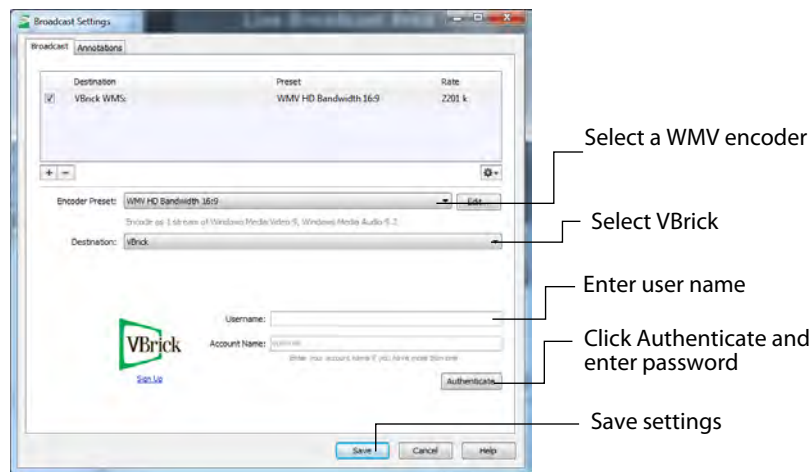 Broadcast Settings
Broadcast
Annotations
Destination Preset Rate
VBrick WMS: WMV HD Bandwidth 16:9 2201 k
+ -
Encoder Preset: WMV HD Bandwidth 16:9 Edit
Encode as 1 stream of Windows Media Video 9, Windows Media Audio 9.2
Destination: VBrick
Username:
VBrick
Account Name:
Enter your account name if you have more than one
Sign Up
Authenticate
Save Cancel Help
Select a WMV encoder
Select VBrick
Enter user name
Click Authenticate and
enter password
Save settings